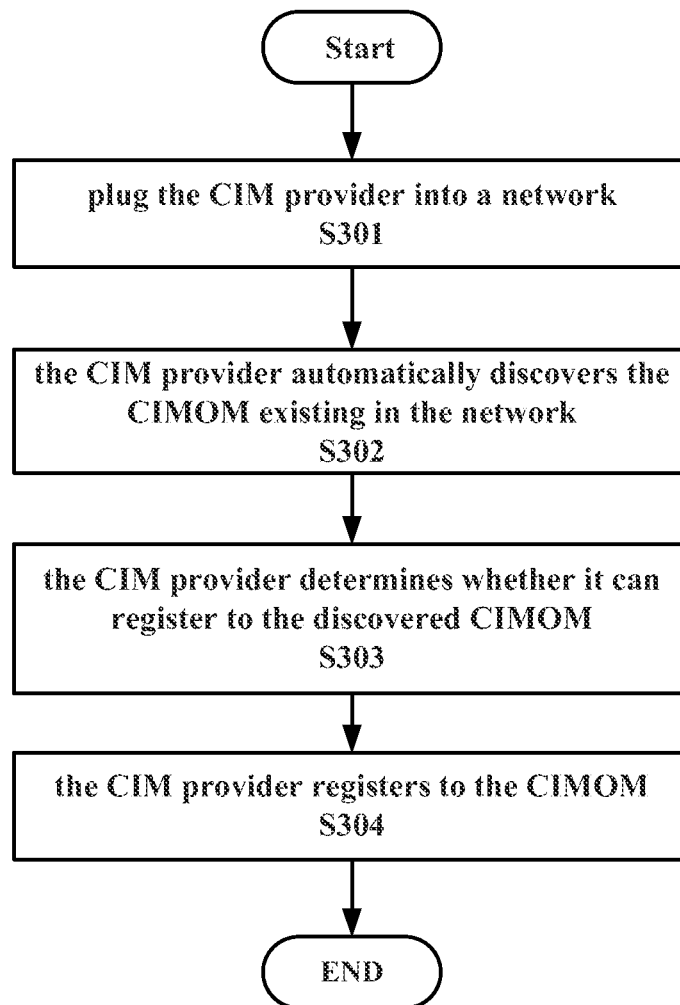 Start
plug the CIM provider into a network
S301
the CIM provider automatically discovers the
CIMOM existing in the network
S302
the CIM provider determines whether it can
register to the discovered CIMOM
S303
the CIM provider registers to the CIMOM
S304
END